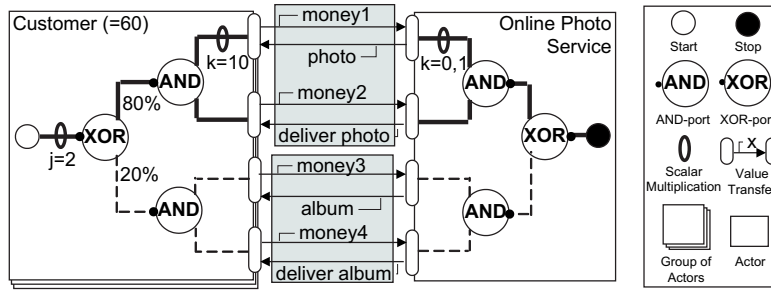 Customer (=60)
money1
photo
money2
deliver photo
money3
album
money4
deliver album
Online Photo
Service
k=10
k=0,1
AND
AND
80%
XOR
XOR
j=2
20%
AND
AND
Start
Stop
AND
XOR
AND-port
XOR-por
x
Scalar
Multiplication
Value
Transfe
Group of
Actors
Actor